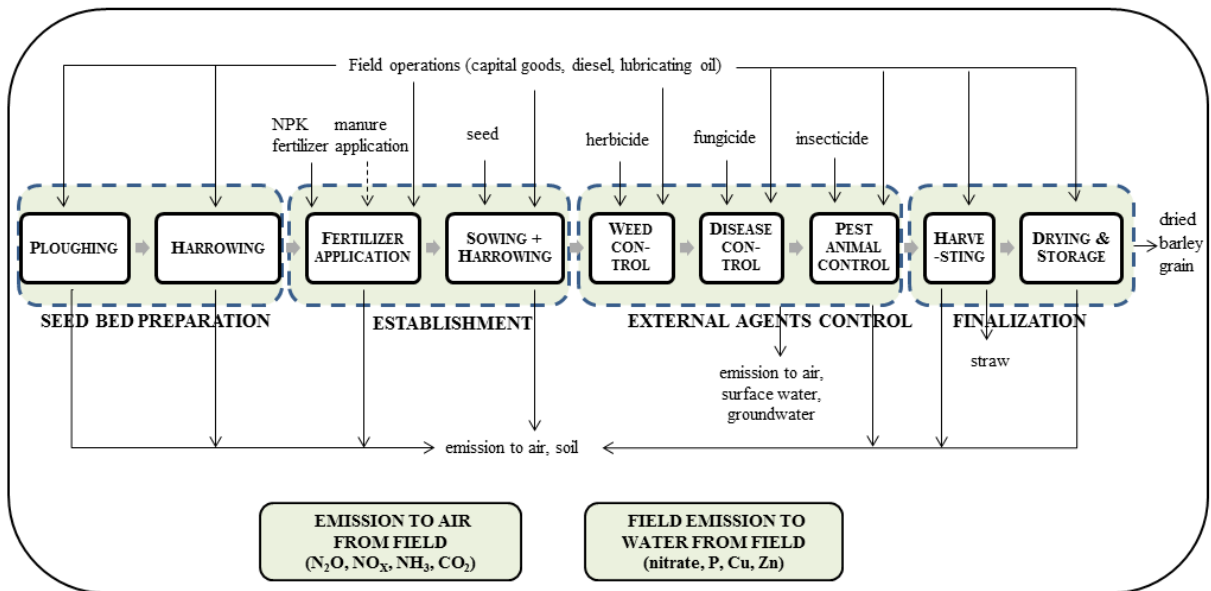 Field operations (capital goods, diesel, lubricating oil)
NPK
fertilizer
manure
application
seed
herbicide
fungicide
insecticide
PLOUGHING
HARROWING
FERTILIZER
APPLICATION
SOWING +
HARROWING
WEED
CON-
TROL
DISEASE
CON-
TROL
PEST
ANIMAL
CONTROL
HARVE
-STING
DRYING &
STORAGE
dried
barley
grain
SEED BED PREPARATION
ESTABLISHMENT
EXTERNAL AGENTS CONTROL
FINALIZATION
straw
emission to air,
surface water,
groundwater
emission to air, soil
EMISSION TO AIR
FROM FIELD
(N₂O, NOₓ, NH₃, CO₂)
FIELD EMISSION TO
WATER FROM FIELD
(nitrate, P, Cu, Zn)